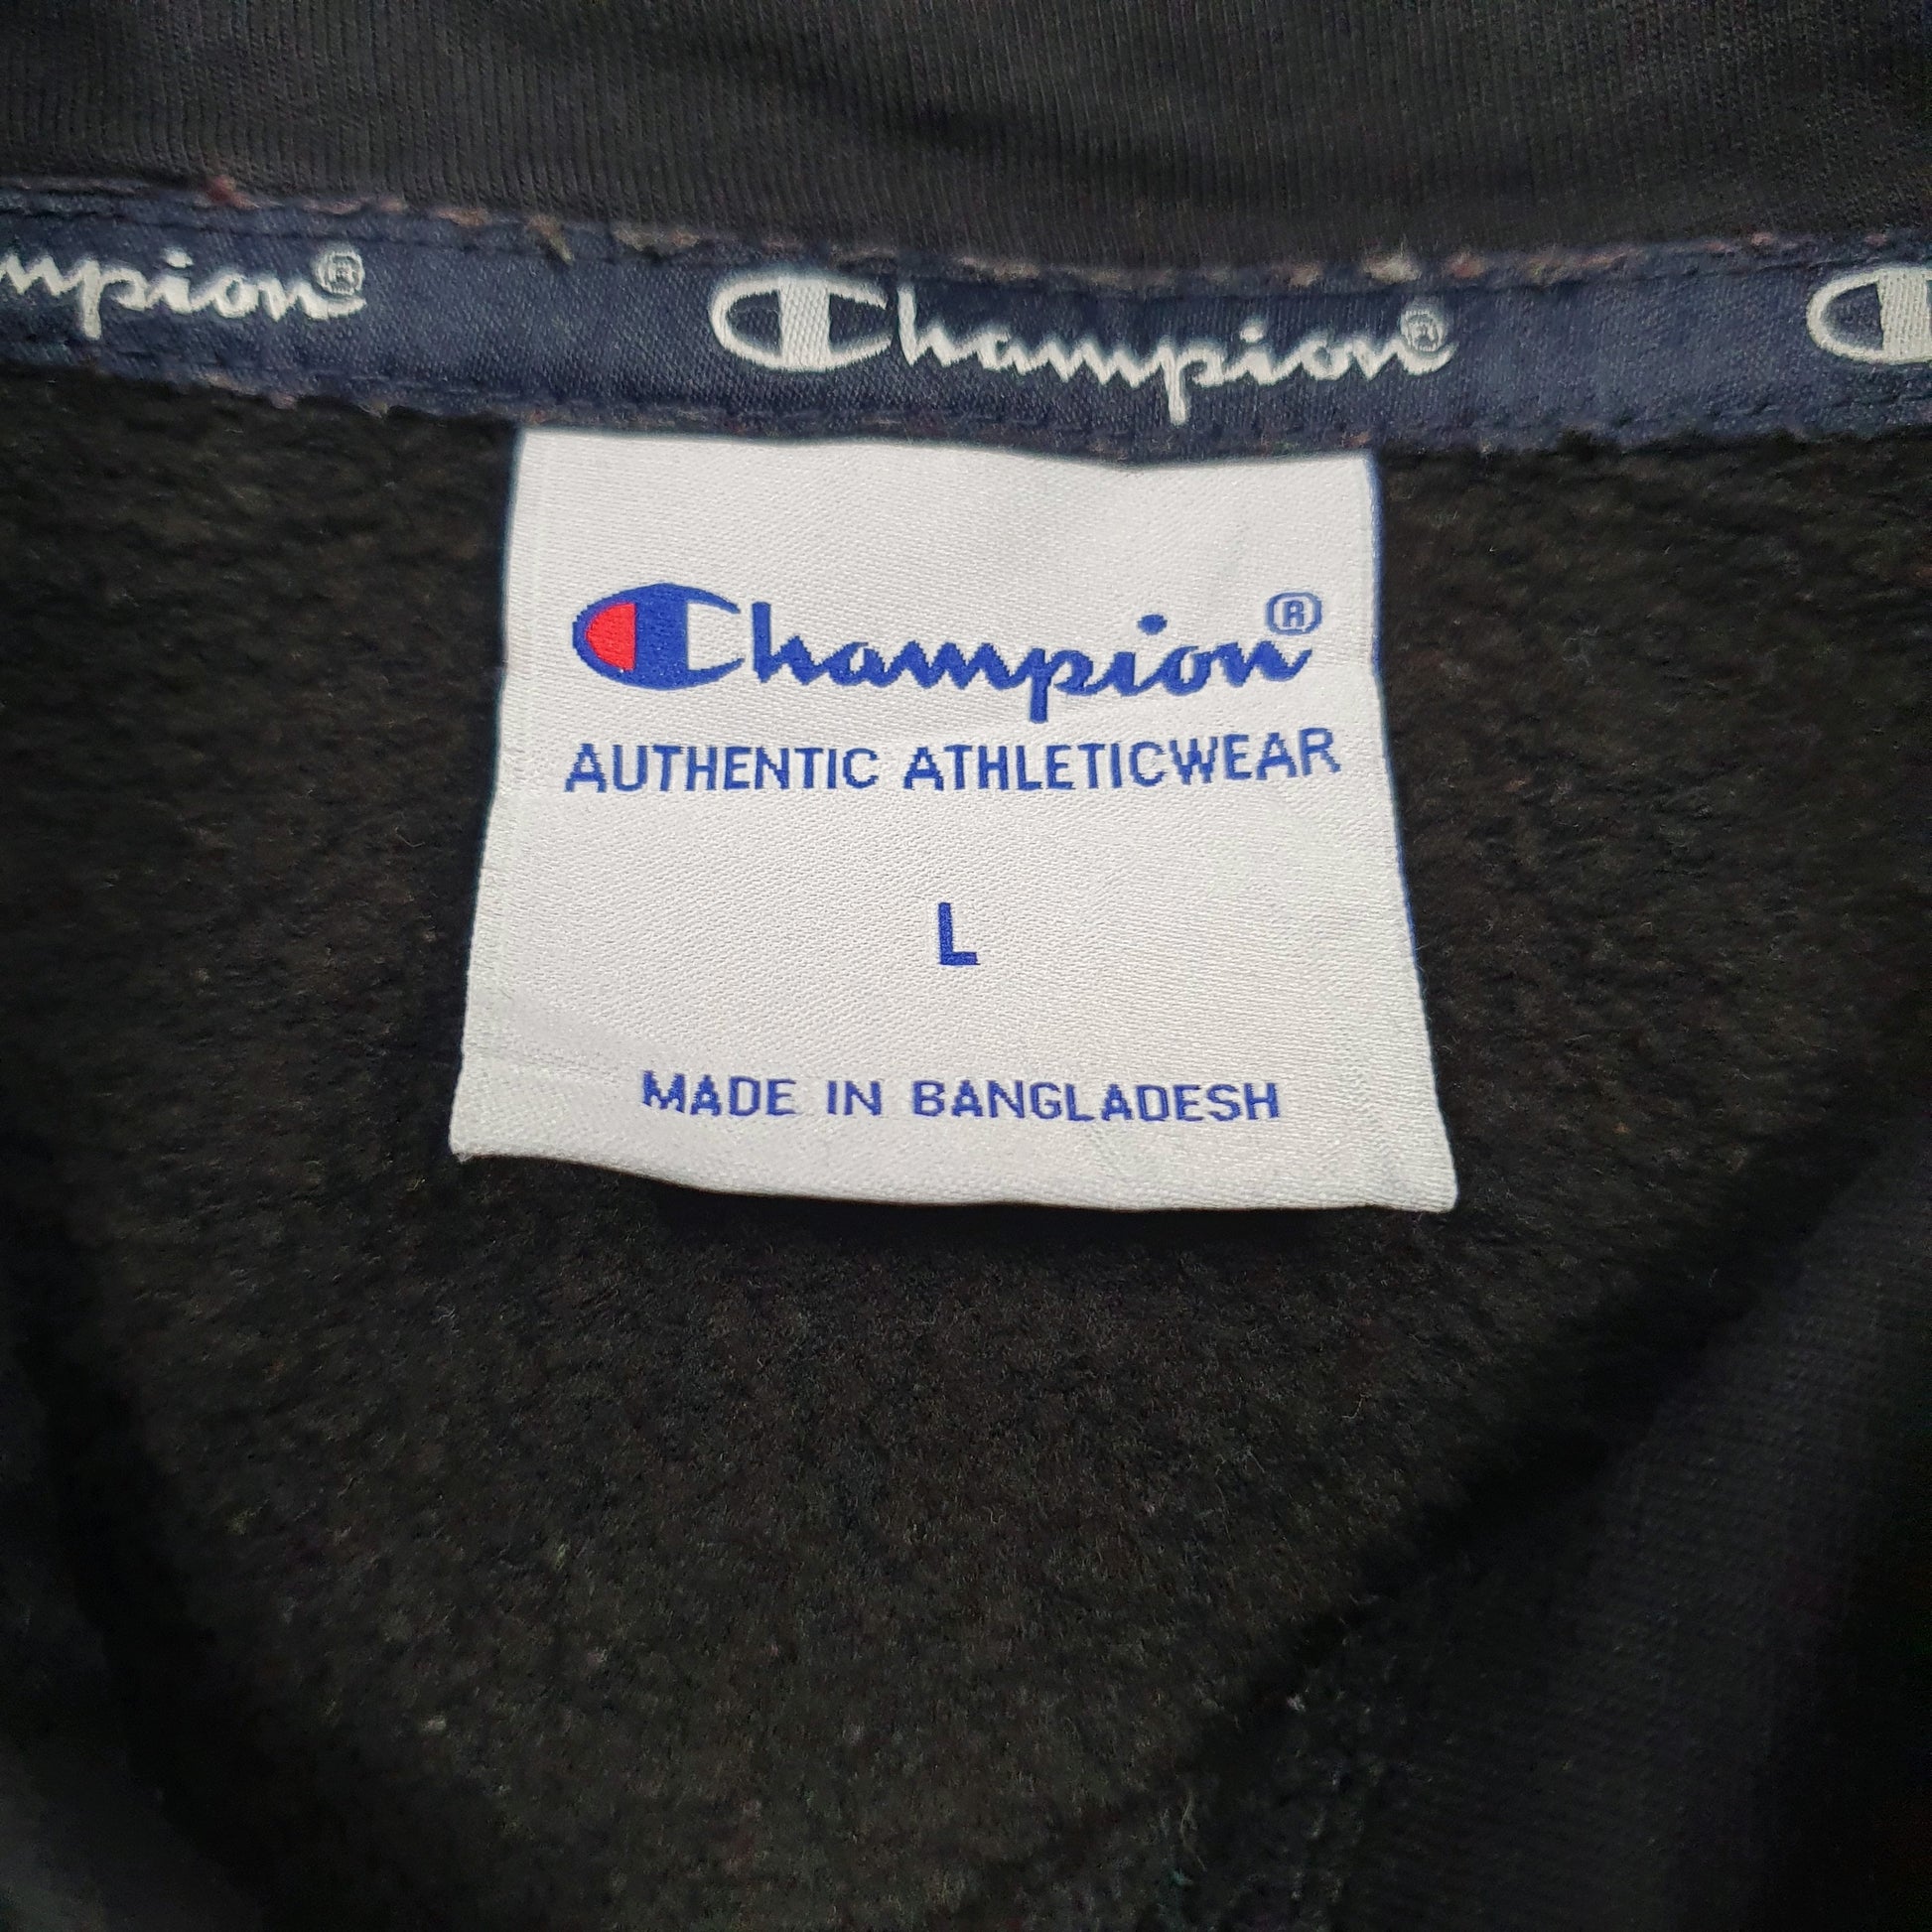 mpion®
Champion®
C
Champion®
AUTHENTIC ATHLETICWEAR
L
MADE IN BANGLADESH